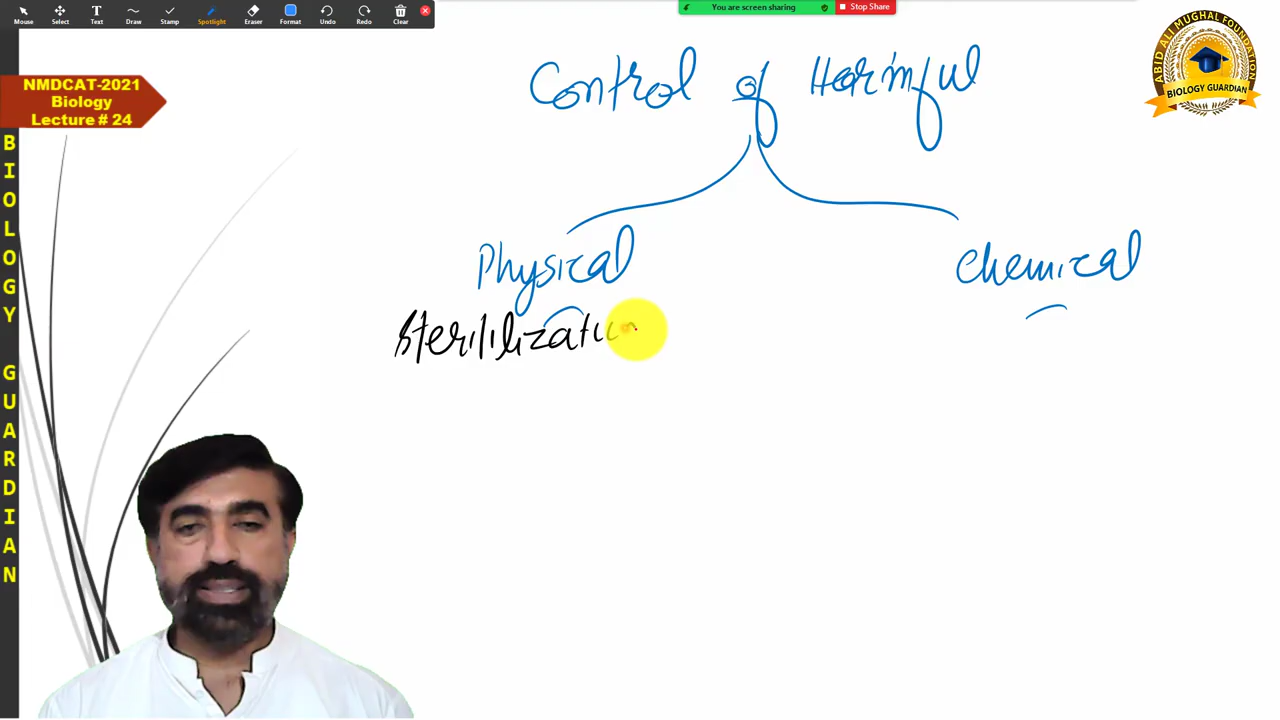 Mouse Select Text Draw Stamp Spotlight Eraser Format Undo Redo Clear
You are screen sharing Stop Share
NMDCAT-2021
Biology
Lecture # 24
BIOLOGY GUARDIAN
ABID ALI MUGHAL FOUNDATION
BIOLOGY GUARDIAN
Control of Harmful
Physical Chemical
Sterilization